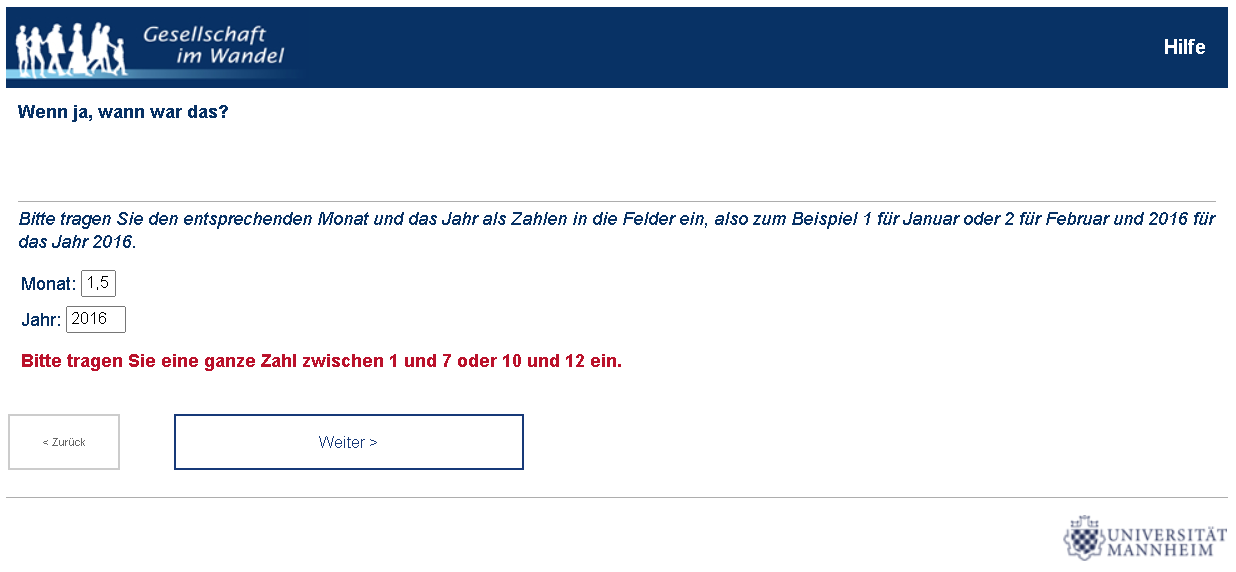 Gesellschaft
im Wandel
Hilfe
Wenn ja, wann war das?
Bitte tragen Sie den entsprechenden Monat und das Jahr als Zahlen in die Felder ein, also zum Beispiel 1 für Januar oder 2 für Februar und 2016 für
das Jahr 2016.
Monat: 1,5
Jahr: 2016
Bitte tragen Sie eine ganze Zahl zwischen 1 und 7 oder 10 und 12 ein.
< Zurück
Weiter >
UNIVERSITÄT
MANNHEIM